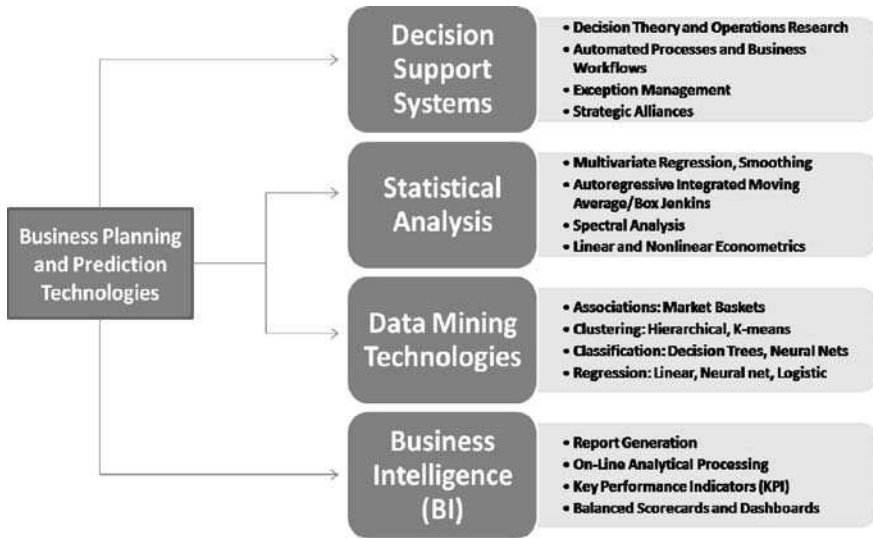 Business Planning
and Prediction
Technologies
Decision
Support
Systems
• Decision Theory and Operations Research
• Automated Processes and Business
Workflows
• Exception Management
• Strategic Alliances
Statistical
Analysis
• Multivariate Regression, Smoothing
• Autoregressive Integrated Moving
Average/Box Jenkins
• Spectral Analysis
• Linear and Nonlinear Econometrics
Data Mining
Technologies
• Associations: Market Baskets
• Clustering: Hierarchical, K-means
• Classification: Decision Trees, Neural Nets
• Regression: Linear, Neural net, Logistic
Business
Intelligence
(BI)
• Report Generation
• On-Line Analytical Processing
• Key Performance Indicators (KPI)
• Balanced Scorecards and Dashboards